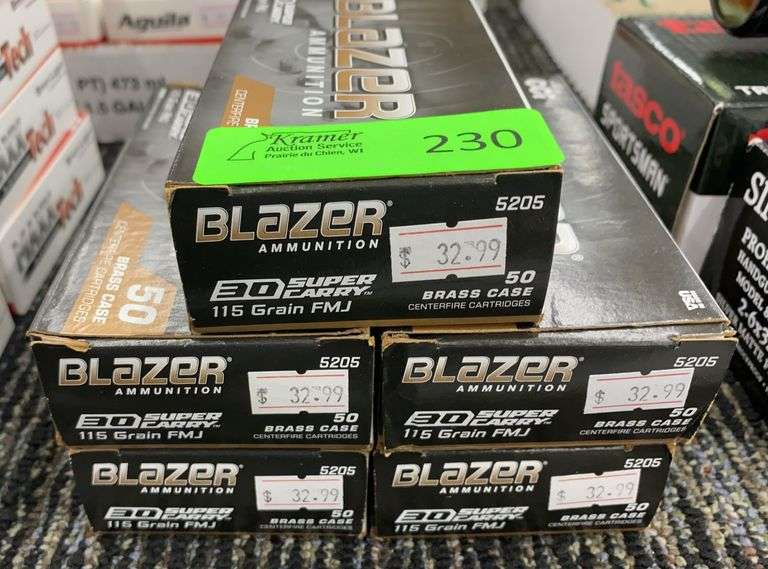 Aguila
BLAZER
AMMUNITION
Kramer
Auction Service
Prairie du Chien, WI
230
BLAZER
AMMUNITION
5205
$ 32.99
30 SUPER CARRY™
115 Grain FMJ
50
BRASS CASE
CENTERFIRE CARTRIDGES
50
BRASS CASE
CENTERFIRE CARTRIDGES
USA
BLAZER
AMMUNITION
5205
$ 32.99
30 SUPER CARRY™
115 Grain FMJ
50
BRASS CASE
CENTERFIRE CARTRIDGES
BLAZER
AMMUNITION
5205
$ 32.99
30 SUPER CARRY™
115 Grain FMJ
50
BRASS CASE
CENTERFIRE CARTRIDGES
BLAZER
AMMUNITION
5205
$ 32.99
30 SUPER CARRY
115 Grain FMJ
50
BRASS CASE
CENTERFIRE CARTRIDGES
BLAZER
AMMUNITION
5205
$ 32.99
30 SUPER CARRY
115 Grain FMJ
50
BRASS CASE
CENTERFIRE CARTRIDGES
tasco
SPORTSMAN